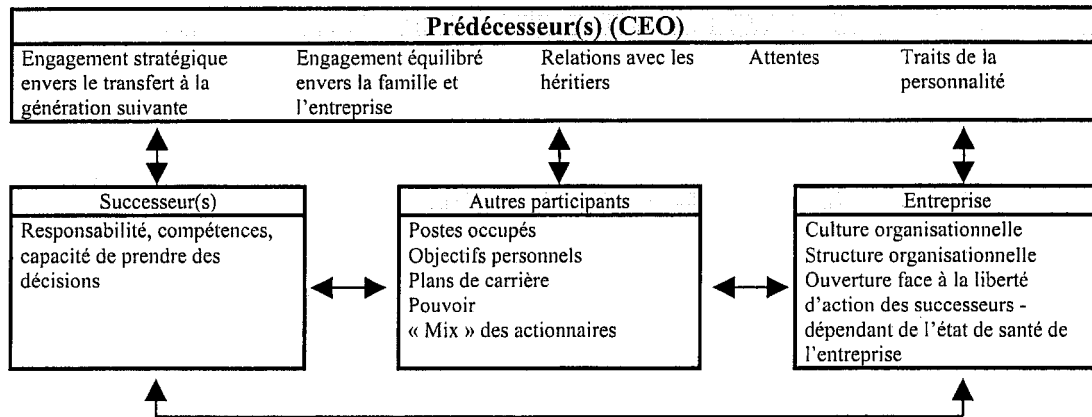 Prédécesseur(s) (CEO)
Engagement stratégique
envers le transfert à la
génération suivante
Engagement équilibré
envers la famille et
l'entreprise
Relations avec les
héritiers
Attentes
Traits de la
personnalité
Successeur(s)
Responsabilité, compétences,
capacité de prendre des
décisions
Autres participants
Postes occupés
Objectifs personnels
Plans de carrière
Pouvoir
« Mix » des actionnaires
Entreprise
Culture organisationnelle
Structure organisationnelle
Ouverture face à la liberté
d'action des successeurs -
dépendant de l'état de santé de
l'entreprise